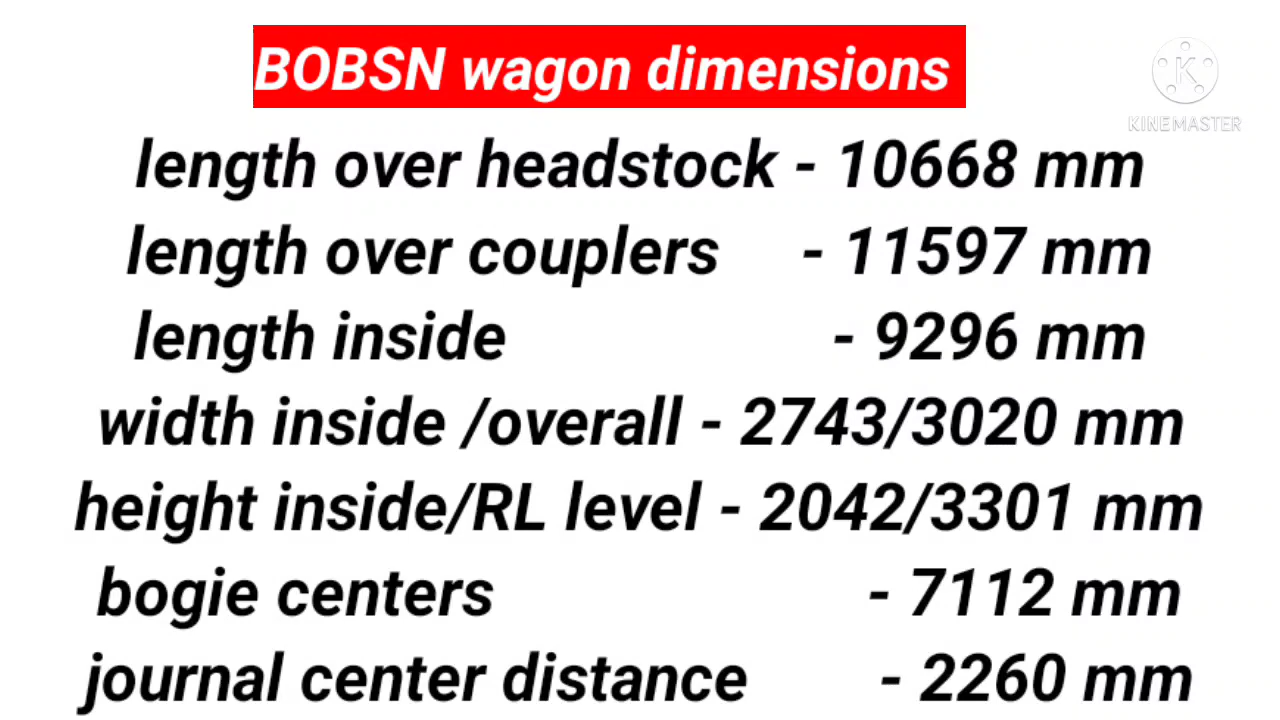 BOBSN wagon dimensions
K
KINEMASTER
length over headstock - 10668 mm
length over couplers - 11597 mm
length inside - 9296 mm
width inside /overall - 2743/3020 mm
height inside/RL level - 2042/3301 mm
bogie centers - 7112 mm
journal center distance - 2260 mm